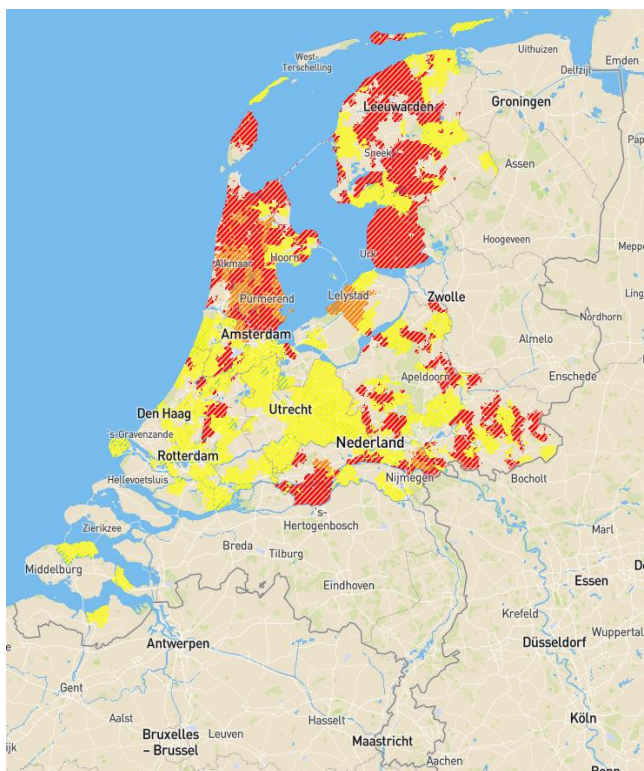 Uithuizen
Emden
West-
Terschelling
Delfzijl
Leeuwarden
Groningen
Sneek
Assen
Hoogeveen
Meppe
Urk
Alkmaar
Hoorn
Lelystad
Zwolle
Ling
Purmerend
Nordhorn
Amsterdam
Almelo
Apeldoorn
Enschede
Den Haag
Utrecht
's-Gravenzande
Nederland
Rotterdam
Nijmegen
Bocholt
Hellevoetsluis
's-
Hertogenbosch
Zierikzee
Marl
Breda
Tilburg
Middelburg
Eindhoven
Essen
Krefeld
Wuppertal
Antwerpen
Düsseldorf
Gent
Aalst
Hasselt
Köln
Bruxelles
– Brussel
Leuven
Maastricht
Aachen